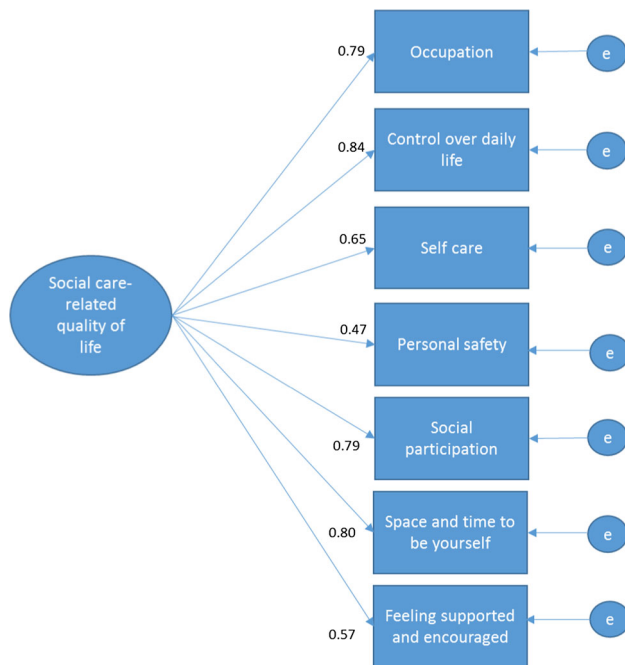 0.79
Occupation
e
0.84
Control over daily
life
e
0.65
Self care
e
Social care-
related
quality of
life
0.47
Personal safety
e
0.79
Social
participation
e
0.80
Space and time to
be yourself
e
0.57
Feeling supported
and encouraged
e